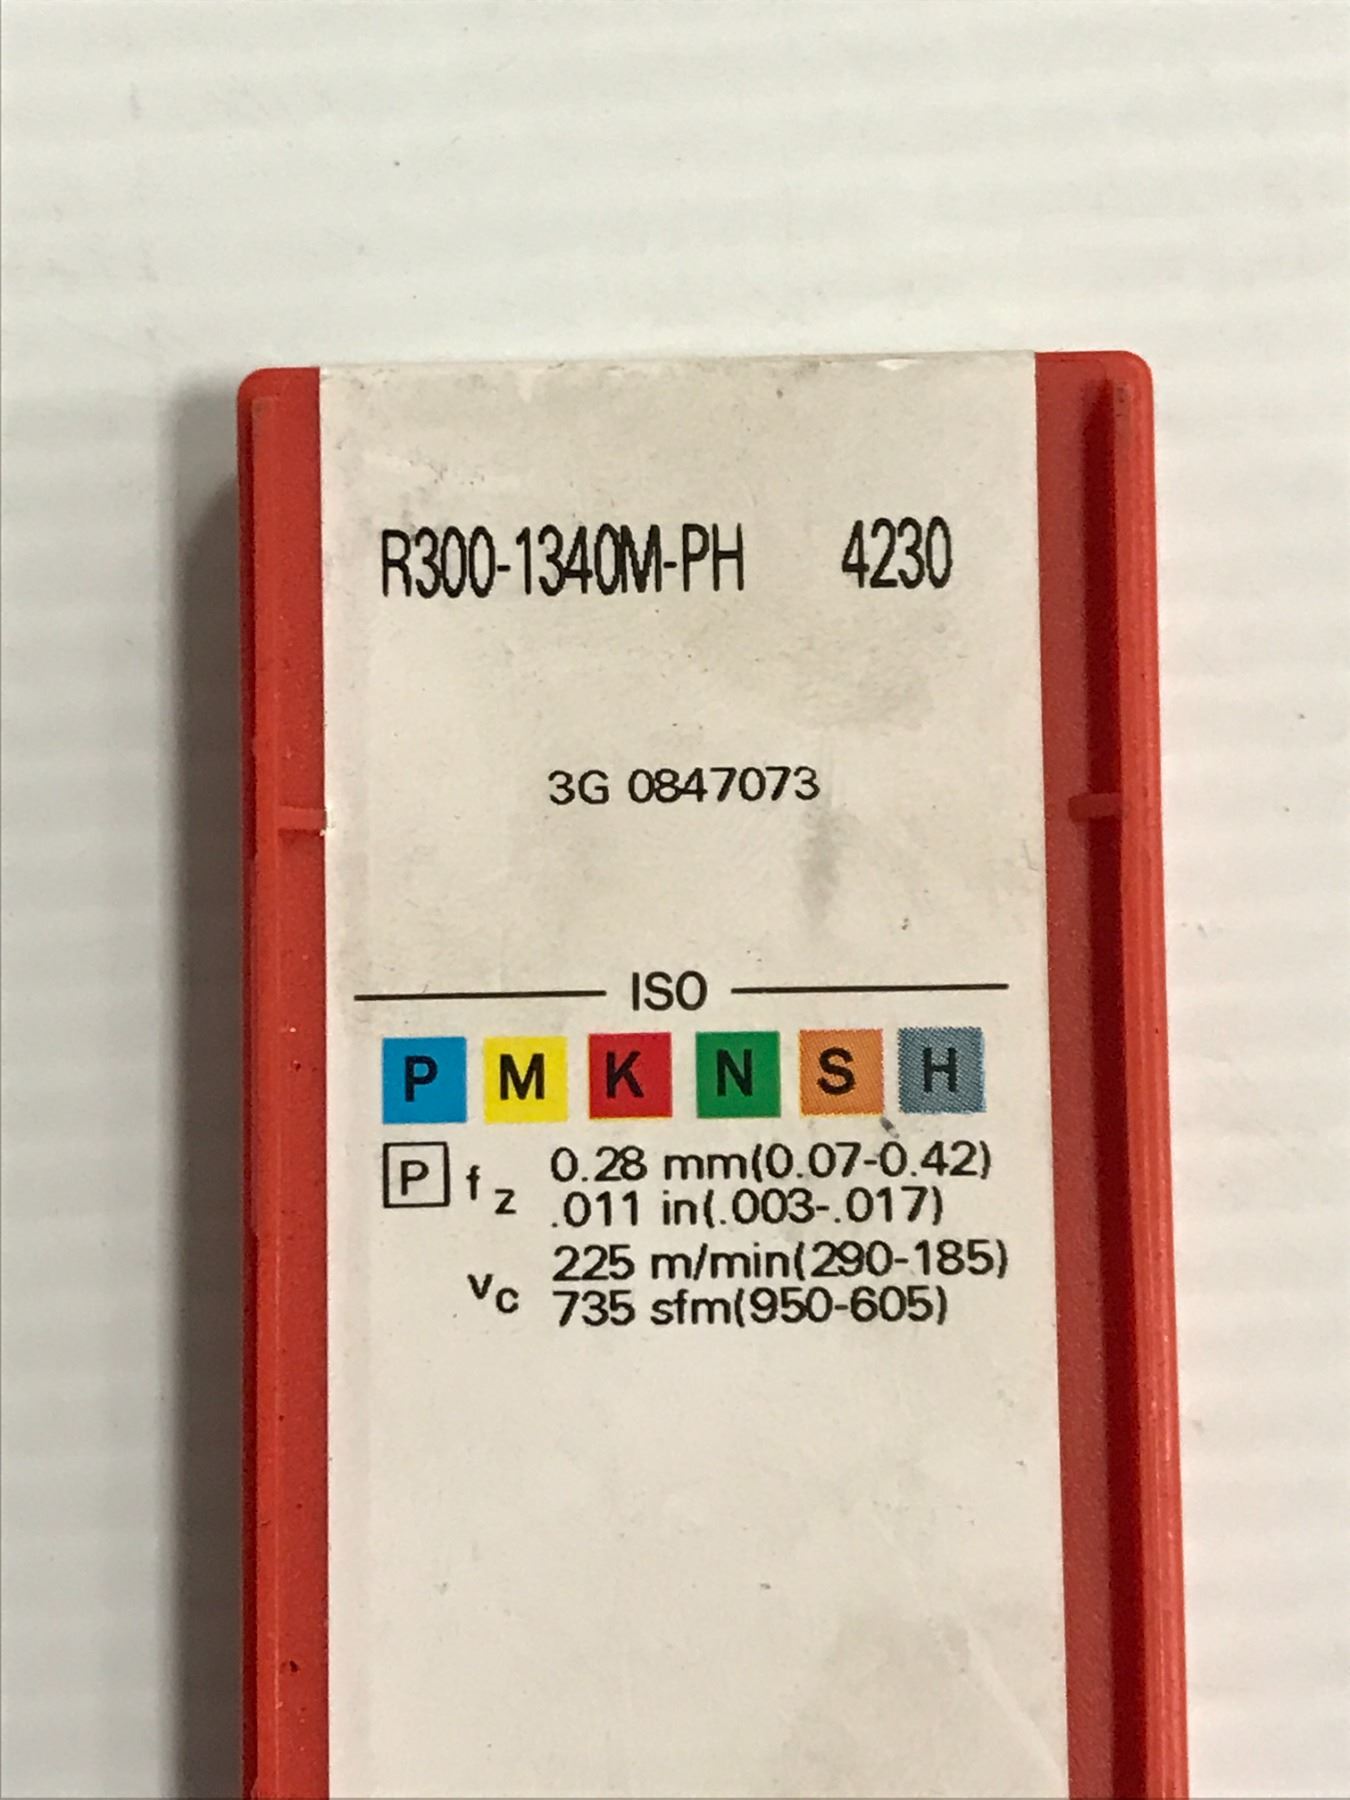 R300-1340M-PH 4230
3G 0847073
ISO
P M K N S H
P fz 0.28 mm(0.07-0.42)
.011 in(.003-.017)
vc 225 m/min(290-185)
735 sfm(950-605)